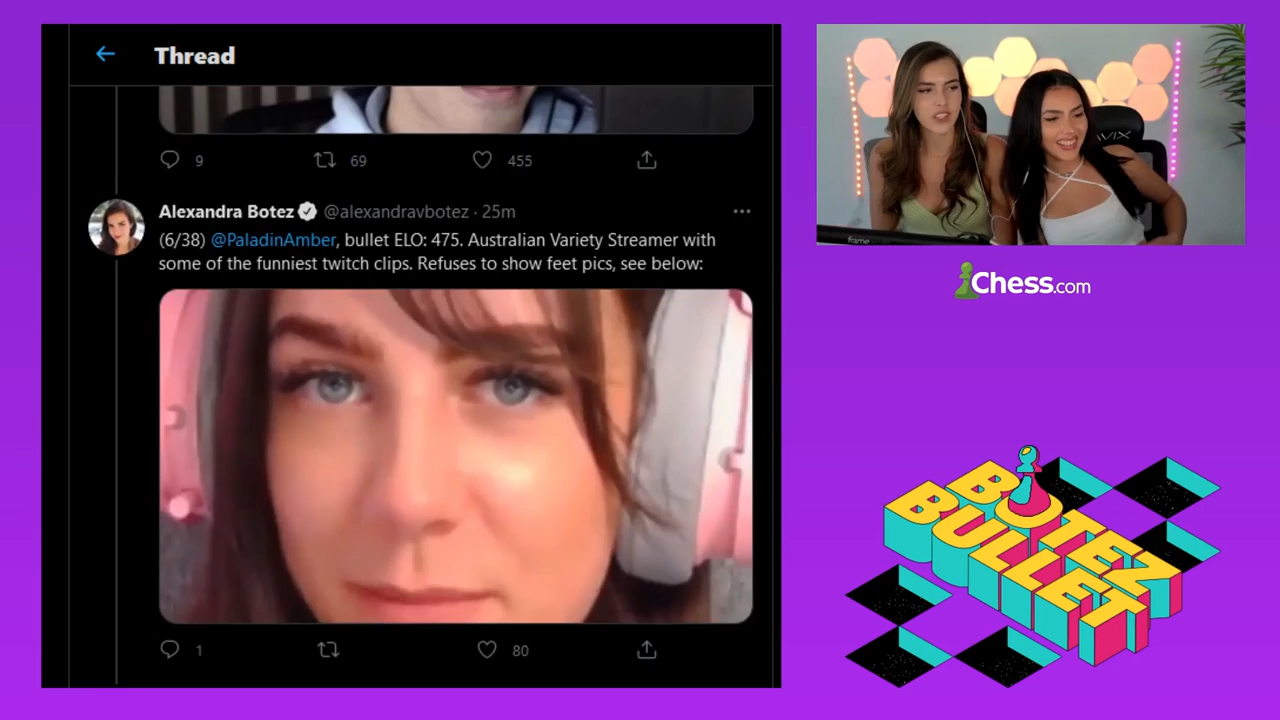 Thread
9
69
455
Alexandra Botez @alexandravbotez · 25m
(6/38) @PaladinAmber, bullet ELO: 475. Australian Variety Streamer with
some of the funniest twitch clips. Refuses to show feet pics, see below:
1
80
frame
Chess.com
BOTEZ
BULLET